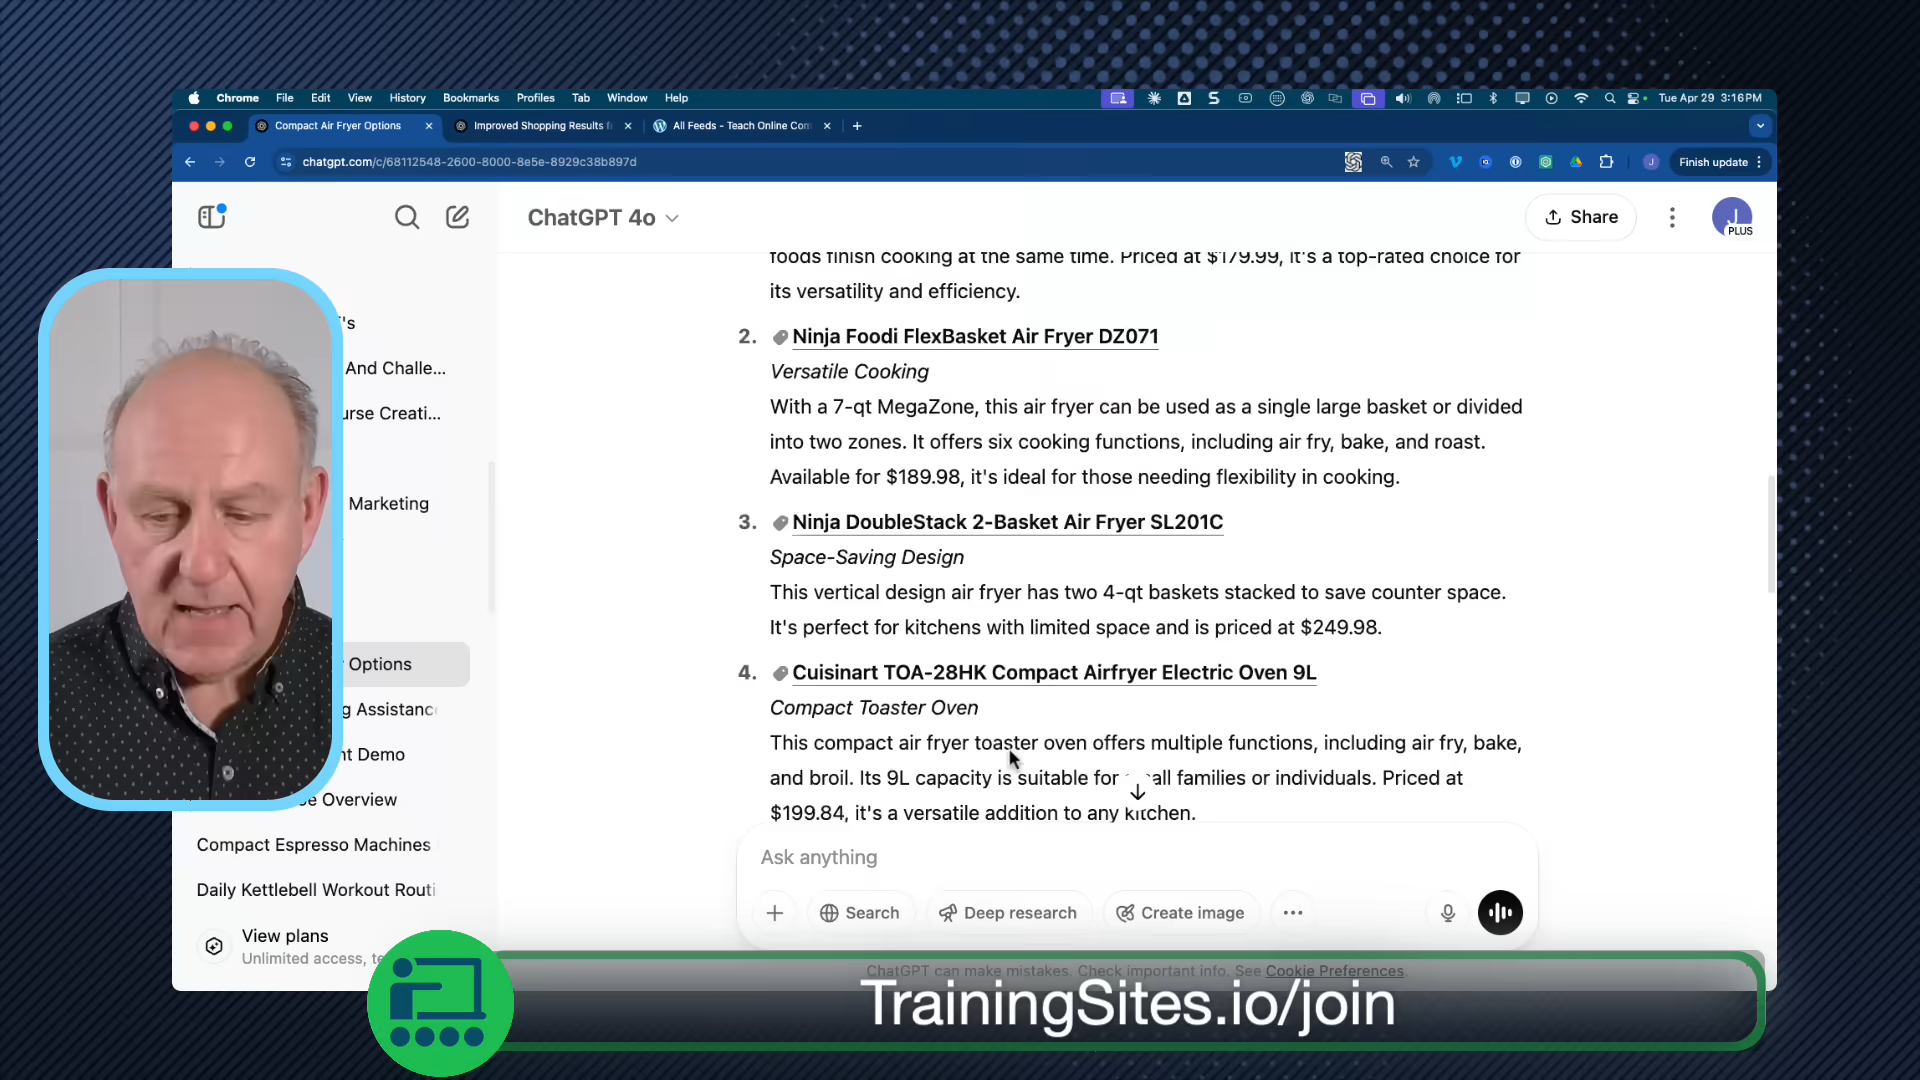 Chrome File Edit View History Bookmarks Profiles Tab Window Help Tue Apr 29 3:16 PM
Compact Air Fryer Options Improved Shopping Results f All Feeds - Teach Online Com
chatgpt.com/c/68112548-2600-8000-8e5e-8929c38b897d Finish update
ChatGPT 4o Share J PLUS
foods finish cooking at the same time. Priced at $179.99, it's a top-rated choice for
its versatility and efficiency.
2. Ninja Foodi FlexBasket Air Fryer DZ071
Versatile Cooking
With a 7-qt MegaZone, this air fryer can be used as a single large basket or divided
into two zones. It offers six cooking functions, including air fry, bake, and roast.
Available for $189.98, it's ideal for those needing flexibility in cooking.
3. Ninja DoubleStack 2-Basket Air Fryer SL201C
Space-Saving Design
This vertical design air fryer has two 4-qt baskets stacked to save counter space.
It's perfect for kitchens with limited space and is priced at $249.98.
4. Cuisinart TOA-28HK Compact Airfryer Electric Oven 9L
Compact Toaster Oven
This compact air fryer toaster oven offers multiple functions, including air fry, bake,
and broil. Its 9L capacity is suitable for all families or individuals. Priced at
$199.84, it's a versatile addition to any kitchen.
's
And Challe...
urse Creati...
Marketing
Options
g Assistanc
nt Demo
e Overview
Compact Espresso Machines
Daily Kettlebell Workout Routi
View plans
Unlimited access, te
Ask anything
Search Deep research Create image
ChatGPT can make mistakes. Check important info. See Cookie Preferences.
TrainingSites.io/join